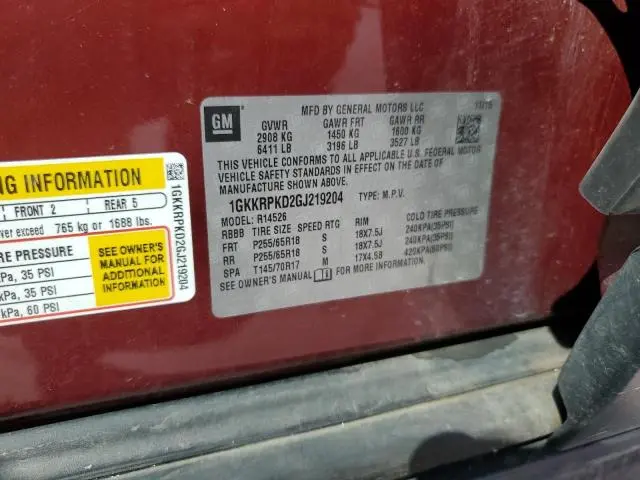 NG INFORMATION
FRONT 2 REAR 5
ver exceed 765 kg or 1688 lbs.
RE PRESSURE
kPa, 35 PSI
kPa, 35 PSI
kPa, 60 PSI
SEE OWNER'S
MANUAL FOR
ADDITIONAL
INFORMATION
1GKKRPKD2GJ219204
GM
MFD BY GENERAL MOTORS LLC
GVWR GAWR FRT GAWR RR
2908 KG 1450 KG 1600 KG
6411 LB 3196 LB 3527 LB
THIS VEHICLE CONFORMS TO ALL APPLICABLE U.S. FEDERAL MOTOR
VEHICLE SAFETY STANDARDS IN EFFECT ON THE DATE OF
MANUFACTURE SHOWN ABOVE.
1GKKRPKD2GJ219204 TYPE: M.P.V.
MODEL: R14526
RBBB TIRE SIZE SPEED RTG RIM COLD TIRE PRESSURE
FRT P255/65R18 S 18X7.5J 240KPA(35PSI)
RR P255/65R18 S 18X7.5J 240KPA(35PSI)
SPA T145/70R17 M 17X4.5B 420KPA(60PSI)
SEE OWNER'S MANUAL FOR MORE INFORMATION.